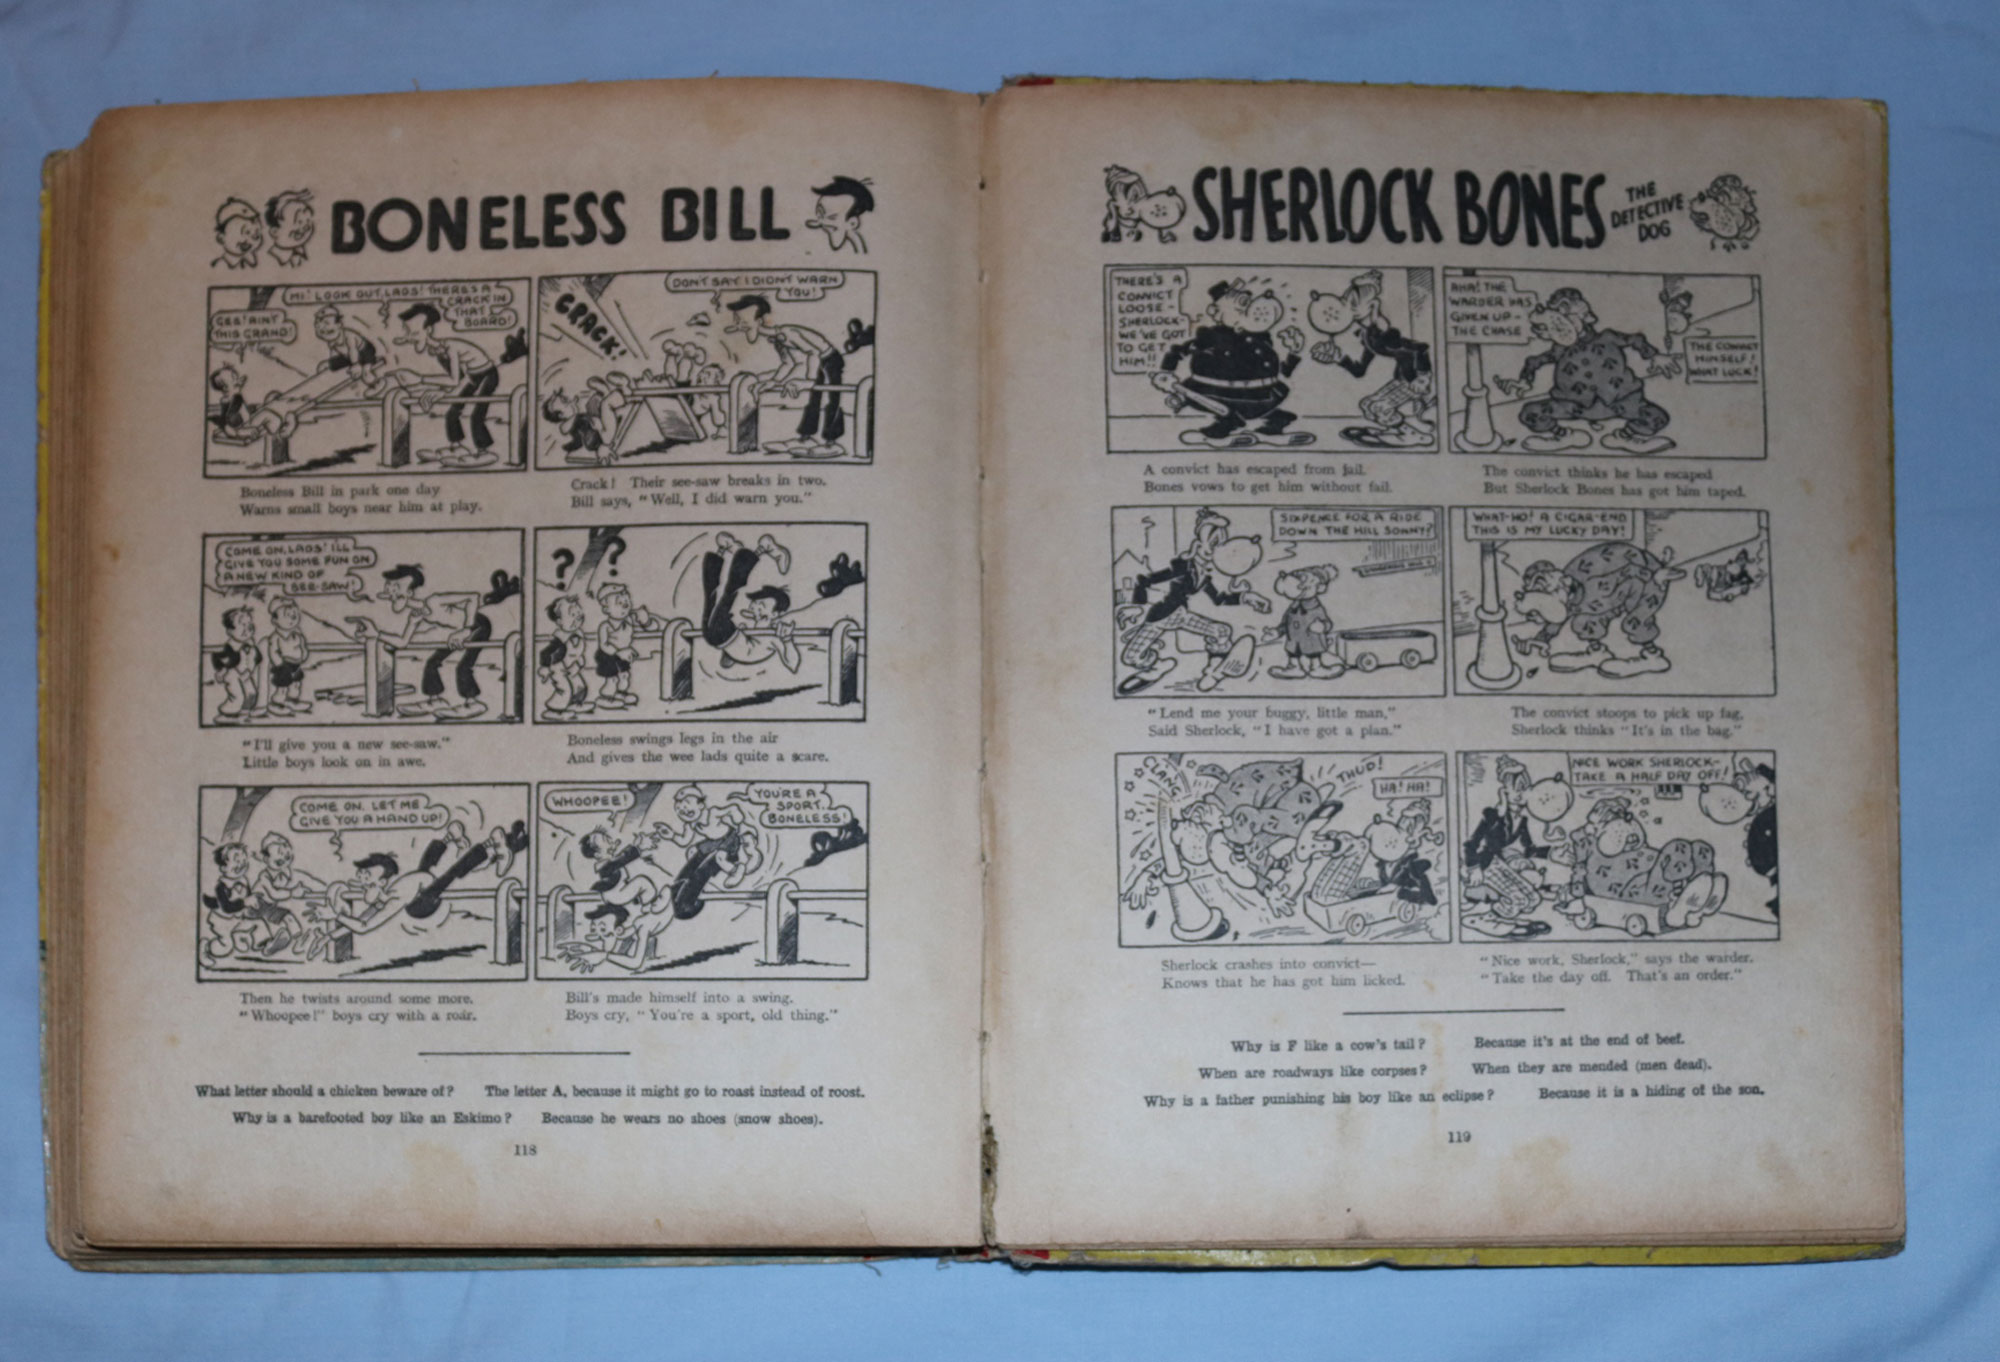 BONELESS BILL
GEE! AINT
THIS GRAND!
HI! LOOK OUT, LADS! THERE'S A
CRACK IN
THAT
BOARD!
CRACK!
DON'T SAY I DIDN'T WARN
YOU!
Boneless Bill in park one day
Warns small boys near him at play.
Crack! Their see-saw breaks in two.
Bill says, "Well, I did warn you."
COME ON, LADS! I'LL
GIVE YOU SOME FUN ON
A NEW KIND OF
SEE-SAW!
? ?
"I'll give you a new see-saw."
Little boys look on in awe.
Boneless swings legs in the air
And gives the wee lads quite a scare.
COME ON. LET ME
GIVE YOU A HAND UP!
WHOOPEE!
YOU'RE A
SPORT,
BONELESS!
Then he twists around some more.
"Whoopee!" boys cry with a roar.
Bill's made himself into a swing.
Boys cry, "You're a sport, old thing."
What letter should a chicken beware of? The letter A, because it might go to roast instead of roost.
Why is a barefooted boy like an Eskimo? Because he wears no shoes (snow shoes).
118
SHERLOCK BONES
THE
DETECTIVE
DOG
THERE'S A
CONVICT
LOOSE-
SHERLOCK-
WE'VE GOT
TO GET
HIM!!
AHA! THE
WARDER HAS
GIVEN UP-
THE CHASE
THE CONVICT
HIMSELF!
WHAT LUCK!
A convict has escaped from jail.
Bones vows to get him without fail.
The convict thinks he has escaped
But Sherlock Bones has got him taped.
SIXPENCE FOR A RIDE
DOWN THE HILL SONNY?
WHAT-HO! A CIGAR-END
THIS IS MY LUCKY DAY!
"Lend me your buggy, little man,"
Said Sherlock, "I have got a plan."
The convict stoops to pick up fag,
Sherlock thinks "It's in the bag."
CLANG
THUD!
HA! HA!
NICE WORK SHERLOCK-
TAKE A HALF DAY OFF!
Sherlock crashes into convict—
Knows that he has got him licked.
"Nice work, Sherlock," says the warder.
"Take the day off. That's an order."
Why is F like a cow's tail? Because it's at the end of beef.
When are roadways like corpses? When they are mended (men dead).
Why is a father punishing his boy like an eclipse? Because it is a hiding of the son.
119